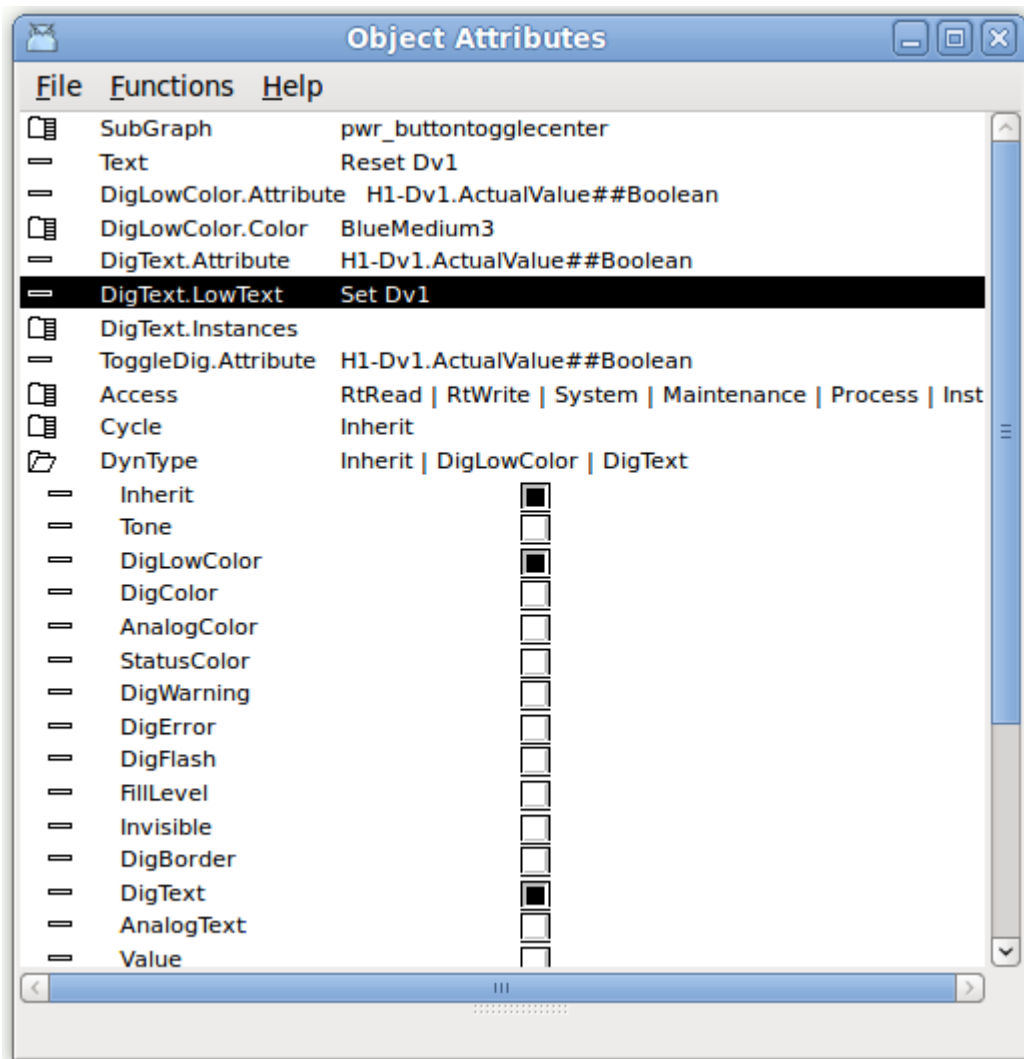 Object Attributes
File Functions Help
SubGraph pwr_buttontogglecenter
Text Reset Dv1
DigLowColor.Attribute H1-Dv1.ActualValue##Boolean
DigLowColor.Color BlueMedium3
DigText.Attribute H1-Dv1.ActualValue##Boolean
DigText.LowText Set Dv1
DigText.Instances
ToggleDig.Attribute H1-Dv1.ActualValue##Boolean
Access RtRead | RtWrite | System | Maintenance | Process | Inst
Cycle Inherit
DynType Inherit | DigLowColor | DigText
Inherit
Tone
DigLowColor
DigColor
AnalogColor
StatusColor
DigWarning
DigError
DigFlash
FillLevel
Invisible
DigBorder
DigText
AnalogText
Value